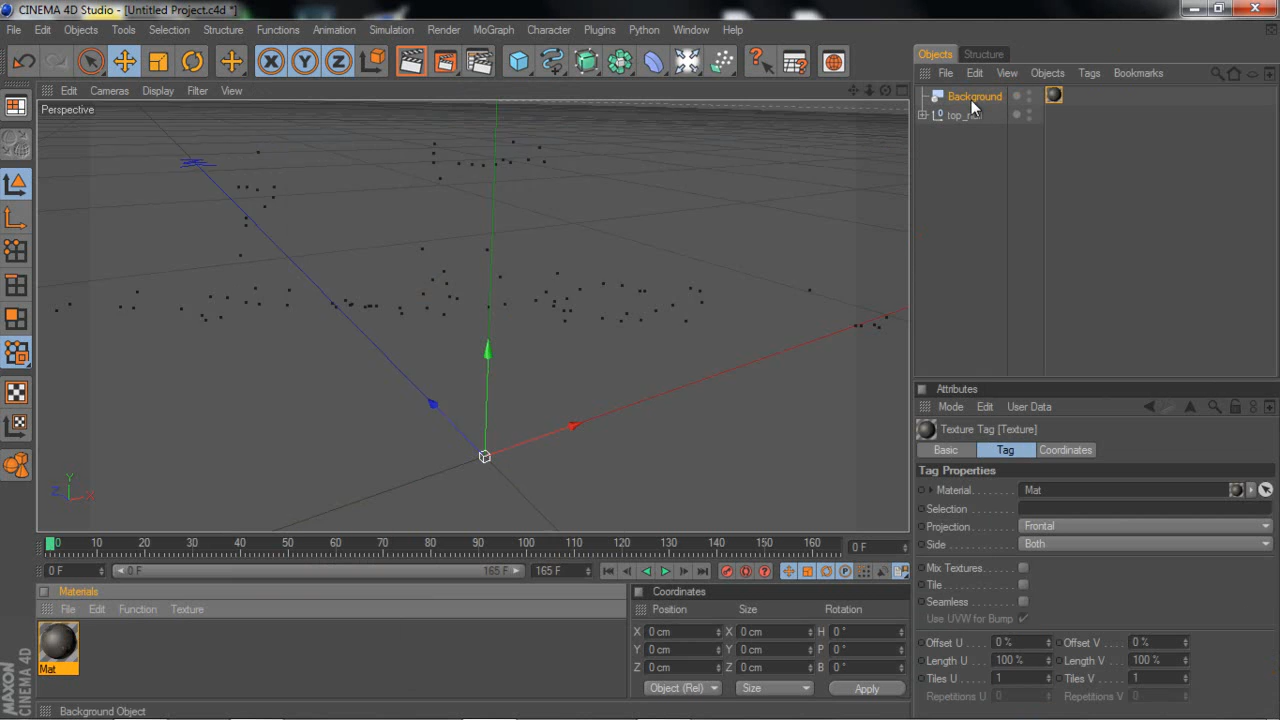 CINEMA 4D Studio - [Untitled Project.c4d *]
File Edit Objects Tools Selection Functions Structure Animation Simulation Render MoGraph Character Plugins Python Window Help
Objects Structure
File Edit View Objects Tags Bookmarks
Edit Cameras Display Filter View
Perspective
Background
Y
Z X
Attributes
Mode Edit User Data
Texture Tag [Texture]
Basic Tag Coordinates
Tag Properties
Material Mat
Selection
Projection Frontal
Side Both
Mix Textures
Tile
Seamless
Use UVW for Bump
Offset U 0 % Offset V 0 %
Length U 100 % Length V 100 %
Tiles U 1 Tiles V 1
Repetitions U 0 Repetitions V 0
0 10 20 30 40 50 60 70 80 90 100 110 120 130 140 150 160 0 F
0 F 0 F 165 F 165 F
Materials
File Edit Function Texture
Mat
Coordinates
Position Size Rotation
X 0 cm X 0 cm H 0 °
Y 0 cm Y 0 cm P 0 °
Z 0 cm Z 0 cm B 0 °
Object (Rel) Size Apply
MAXON CINEMA 4D
Background Object